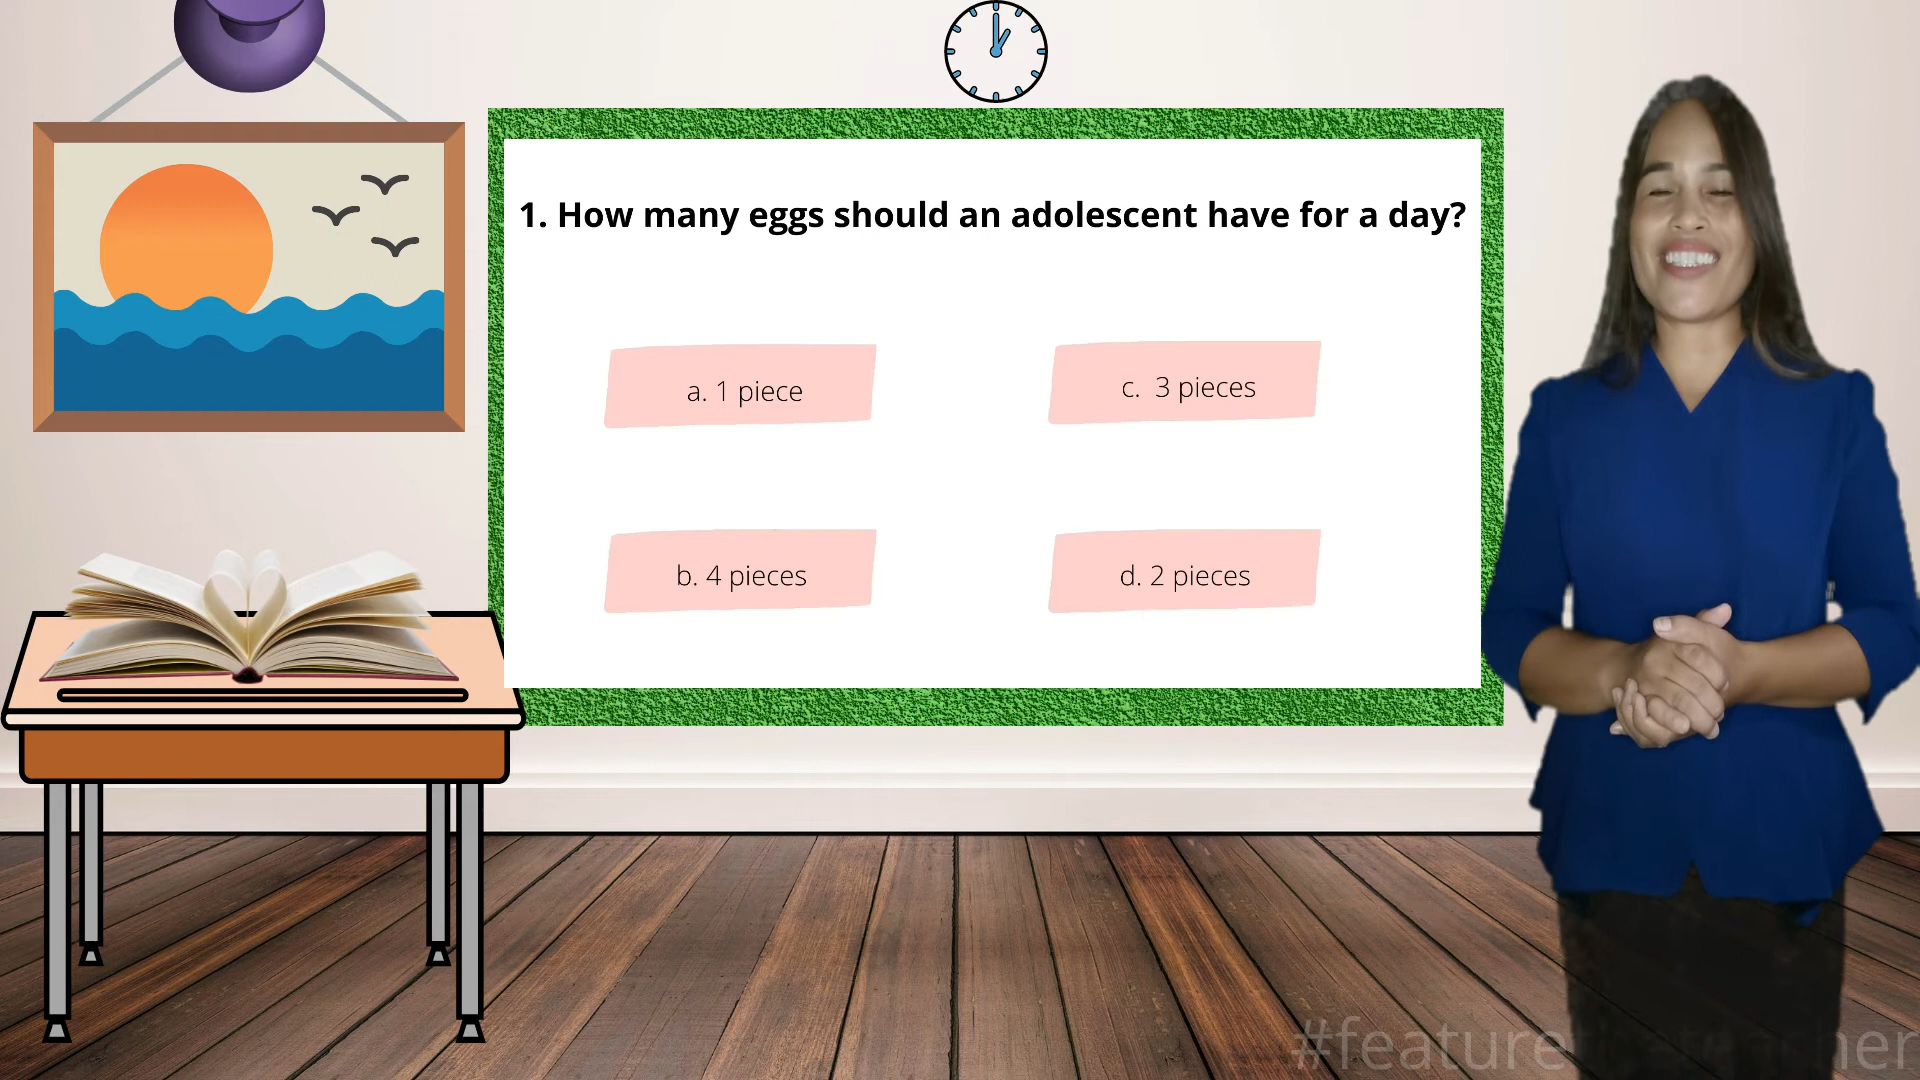 1. How many eggs should an adolescent have for a day?
a. 1 piece
c. 3 pieces
b. 4 pieces
d. 2 pieces
#feature